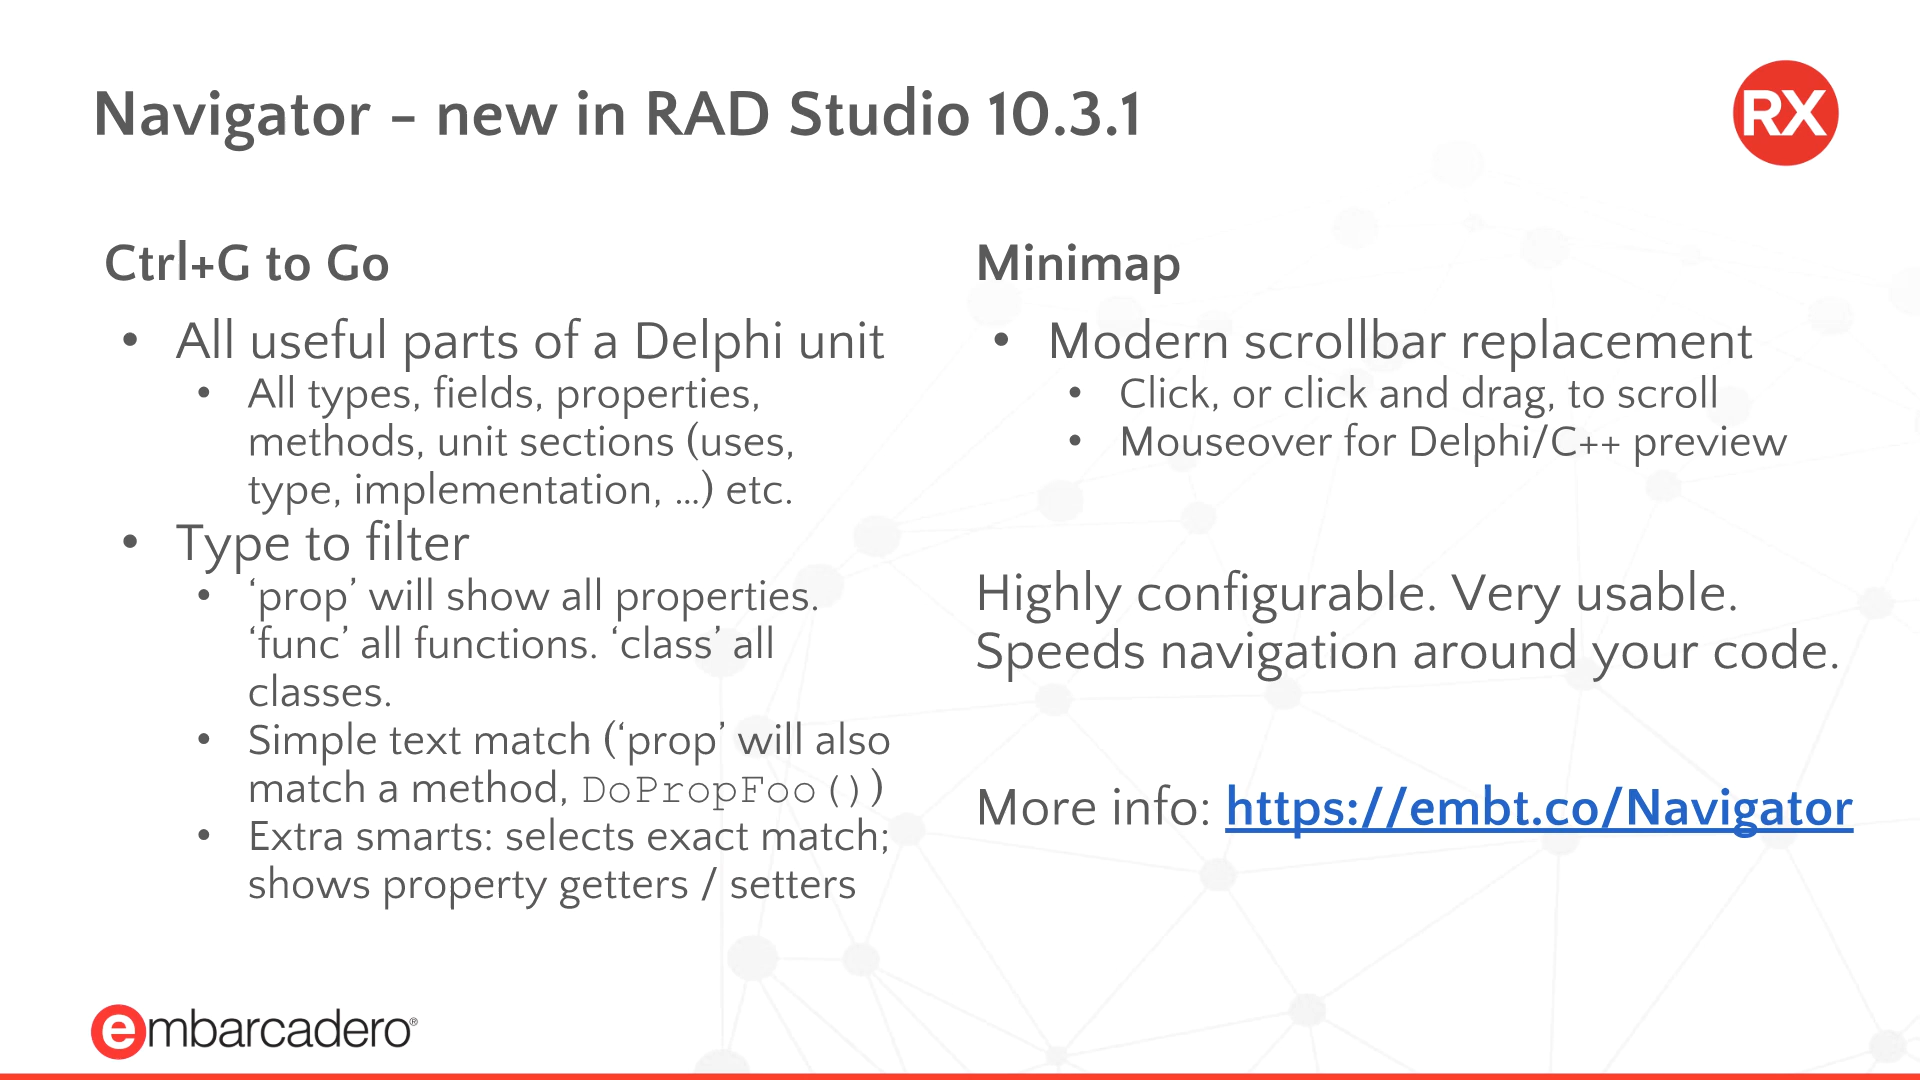 Navigator – new in RAD Studio 10.3.1
RX
Ctrl+G to Go
• All useful parts of a Delphi unit
• All types, fields, properties,
methods, unit sections (uses,
type, implementation, …) etc.
• Type to filter
• ‘prop’ will show all properties.
‘func’ all functions. ‘class’ all
classes.
• Simple text match (‘prop’ will also
match a method, DoPropFoo())
• Extra smarts: selects exact match;
shows property getters / setters
Minimap
• Modern scrollbar replacement
• Click, or click and drag, to scroll
• Mouseover for Delphi/C++ preview
Highly configurable. Very usable.
Speeds navigation around your code.
More info: https://embt.co/Navigator
embarcadero®